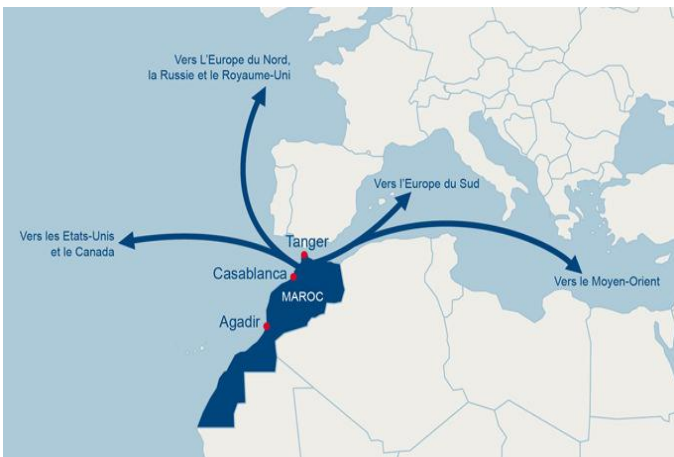 Vers L'Europe du Nord,
la Russie et le Royaume-Uni
Vers l'Europe du Sud
Vers les Etats-Unis
et le Canada
Tanger
Casablanca
Vers le Moyen-Orient
MAROC
Agadir